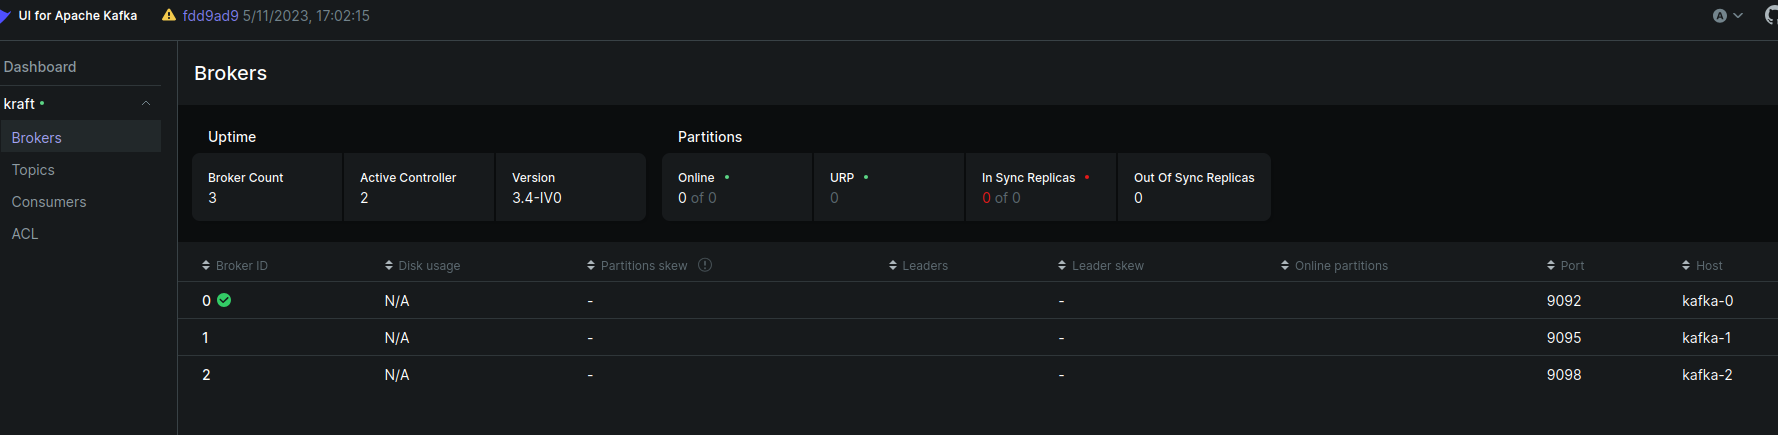 UI for Apache Kafka fdd9ad9 5/11/2023, 17:02:15 A
Dashboard
kraft
Brokers
Topics
Consumers
ACL
Brokers
Uptime
Broker Count Active Controller Version
3 2 3.4-IV0
Partitions
Online URP In Sync Replicas Out Of Sync Replicas
0 of 0 0 0 of 0 0
Broker ID Disk usage Partitions skew Leaders Leader skew Online partitions Port Host
0 N/A - - 9092 kafka-0
1 N/A - - 9095 kafka-1
2 N/A - - 9098 kafka-2